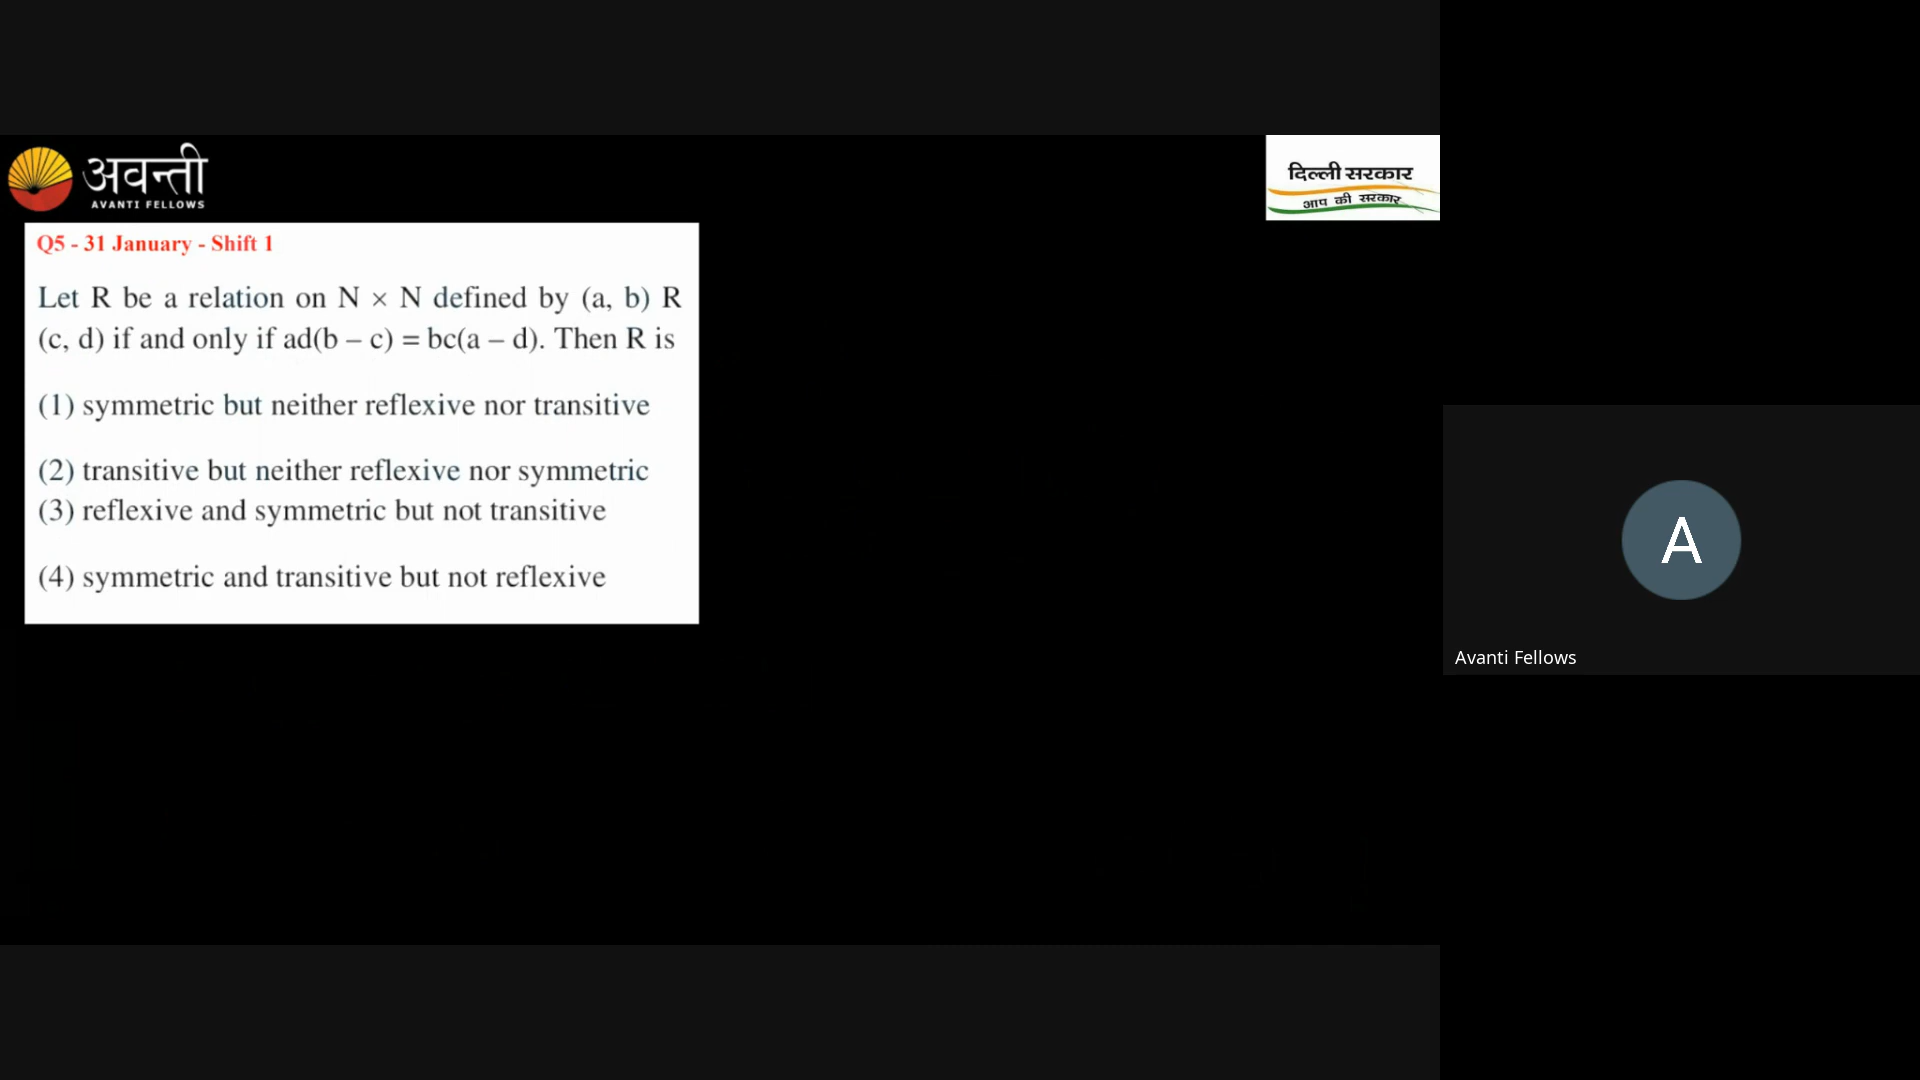 अवन्ती
AVANTI FELLOWS
दिल्ली सरकार
आप की सरकार
Q5 - 31 January - Shift 1
Let R be a relation on N × N defined by (a, b) R
(c, d) if and only if ad(b – c) = bc(a – d). Then R is
(1) symmetric but neither reflexive nor transitive
(2) transitive but neither reflexive nor symmetric
(3) reflexive and symmetric but not transitive
(4) symmetric and transitive but not reflexive
A
Avanti Fellows